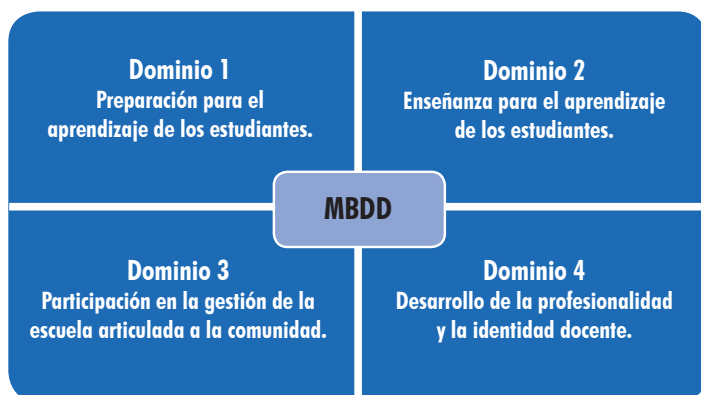 Dominio 1
Preparación para el
aprendizaje de los estudiantes.
Dominio 2
Enseñanza para el aprendizaje
de los estudiantes.
MBDD
Dominio 3
Participación en la gestión de la
escuela articulada a la comunidad.
Dominio 4
Desarrollo de la profesionalidad
y la identidad docente.